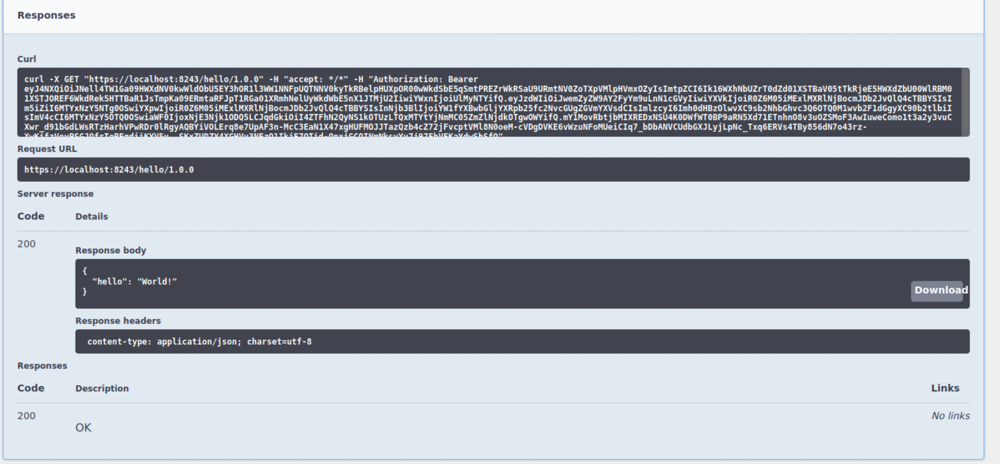 Responses
Curl
curl -X GET "https://localhost:8243/hello/1.0.0" -H "accept: */*" -H "Authorization: Bearer
eyJ4NXQiOiJNell4TW1Ga09HWXdNV0kwWldObU5EY3hOR1l3WW1NNFpUQTNNV0kyTkRBelpHUXpOR00wWkdSbE5qSmtPREZrWkRSaU9URmtNV0ZoTXpVMlpHVmxOZyIsImtpZCI6Ik16WXhNbUZrT0dZd01XSTBaV05tTkRjeE5HWXdZbU00WlRBM0
1XSTJOREF6WkdRek5HTTBaR1JsTmpKa09ERmtaRFJpT1RGa01XRmhNelUyWkdWbE5nX1JTMjU2IiwiYWxnIjoiUlMyNTYifQ.eyJzdWIiOiJwemZyZW9AY2FyYm9uLnN1cGVyIiwiYXVkIjoiR0Z6M05iMExlMXRlNjBocmJDb2JvQlQ4cTBBYSIsI
m5iZiI6MTYxNzY5NTg0OSwiYXpwIjoiR0Z6M05iMExlMXRlNjBocmJDb2JvQlQ4cTBBYSIsInNjb3BlIjoiYW1fYXBwbGljYXRpb25fc2NvcGUgZGVmYXVsdCIsImlzcyI6Imh0dHBzOlwvXC9sb2NhbGhvc3Q6OTQ0M1wvb2F1dGgyXC90b2tlbiI
sImV4cCI6MTYxNzY5OTQ0OSwiaWF0IjoxNjE3Njk1ODQ5LCJqdGkiOiI4ZTFhN2QyNS1kOTUzLTQxMTYtYjNmMC05ZmZlNjdkOTgwOWYifQ.mY1MovRbtjbMIXREDxNSU4K0DWfWT0BP9aRN5Xd71ETnhnO8v3uOZSMoF3AwIuweComo1t3a2y3vuC
Xwr_d91bGdLWsRTzHarhVPwRDr0lRgyAQBYiVOLErq8e7UpAF3n-McC3EaN1X47xgHUFMOJJTazQzb4cZ72jFvcptVMl8N0oeM-cVDgDVKE6vWzuNFoMUeiCIq7_bDbANVCUdbGXJLyjLpNc_Txq6ERVs4TBy856dN7o43rz-
Request URL
https://localhost:8243/hello/1.0.0
Server response
Code Details
200
Response body
{
"hello": "World!"
}
Download
Response headers
content-type: application/json; charset=utf-8
Responses
Code Description Links
200 No links
OK